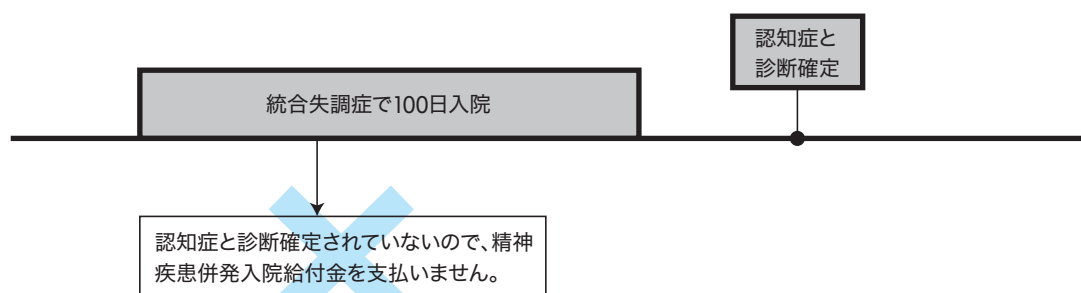 認知症と
診断確定
統合失調症で100日入院
認知症と診断確定されていないので、精神
疾患併発入院給付金を支払いません。